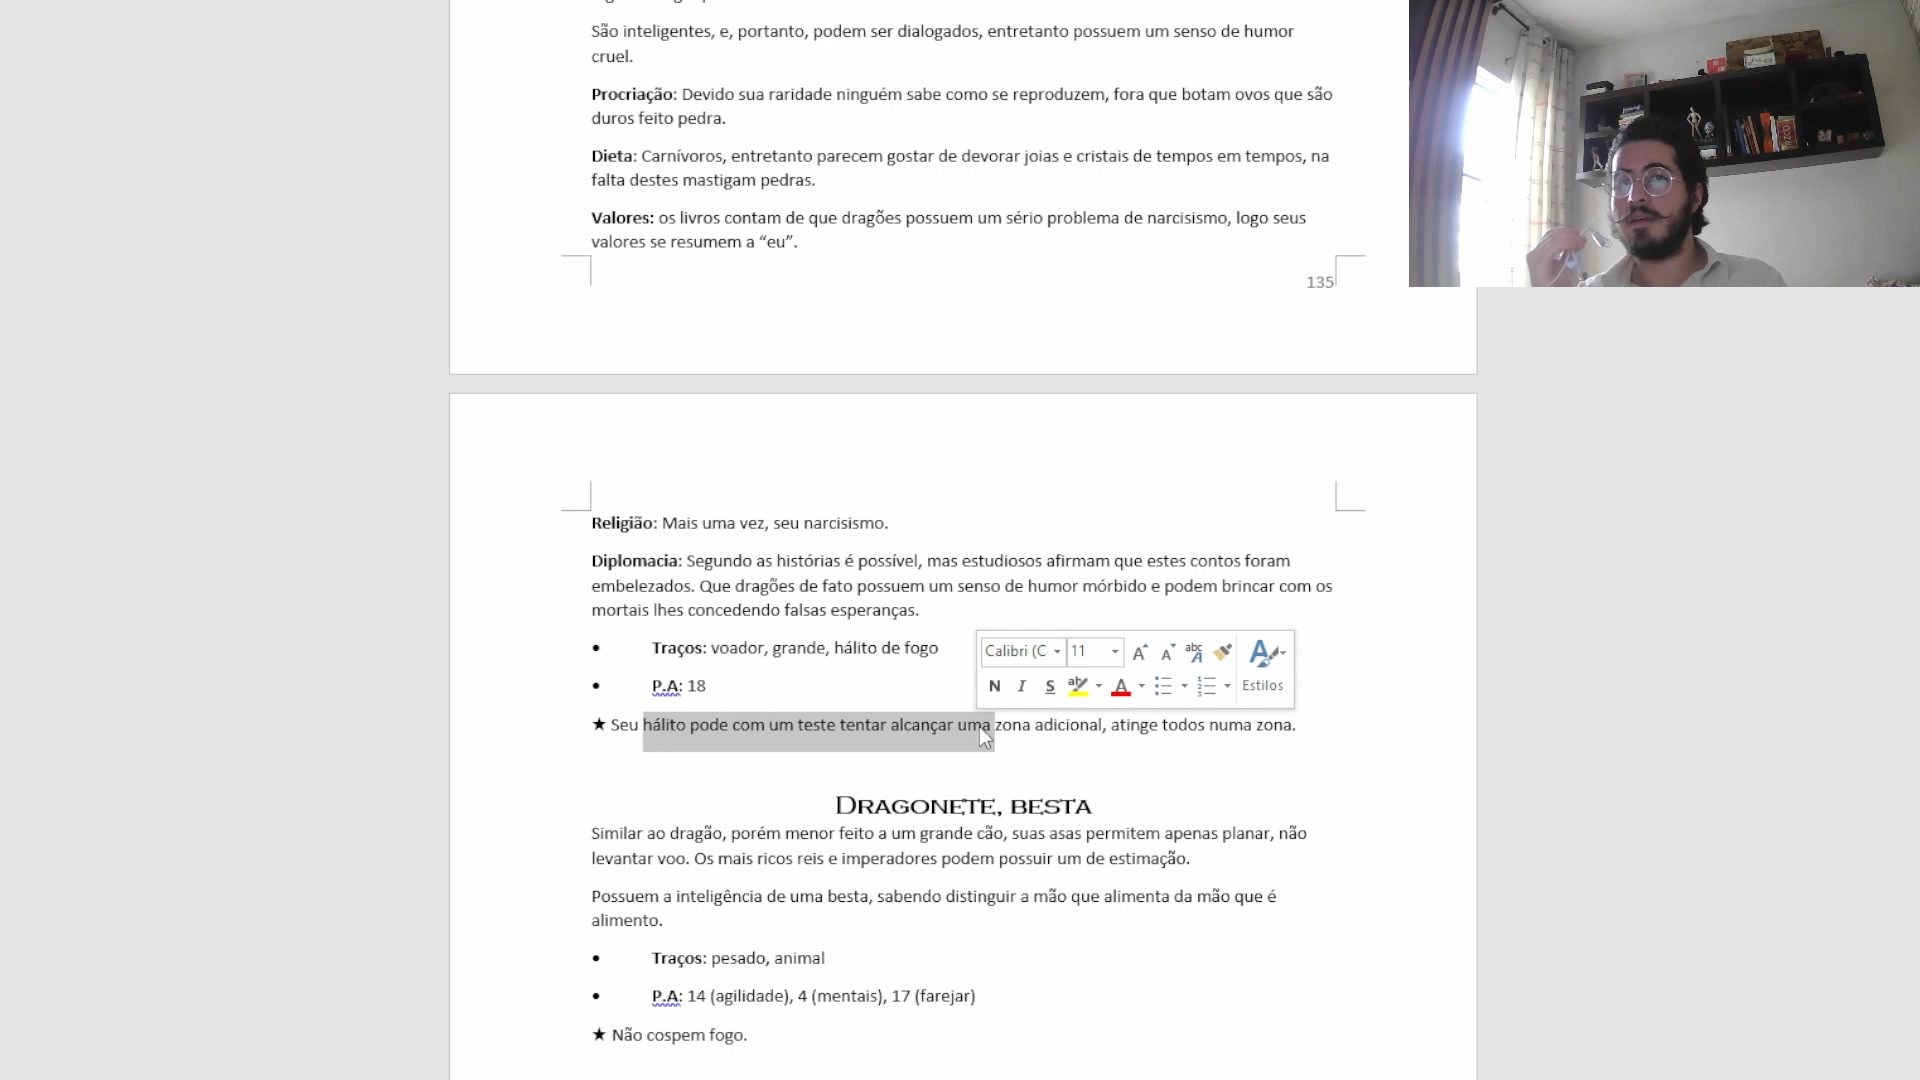 São inteligentes, e, portanto, podem ser dialogados, entretanto possuem um senso de humor
cruel.
Procriação: Devido sua raridade ninguém sabe como se reproduzem, fora que botam ovos que são
duros feito pedra.
Dieta: Carnívoros, entretanto parecem gostar de devorar joias e cristais de tempos em tempos, na
falta destes mastigam pedras.
Valores: os livros contam de que dragões possuem um sério problema de narcisismo, logo seus
valores se resumem a “eu”.
135
Religião: Mais uma vez, seu narcisismo.
Diplomacia: Segundo as histórias é possível, mas estudiosos afirmam que estes contos foram
embelezados. Que dragões de fato possuem um senso de humor mórbido e podem brincar com os
mortais lhes concedendo falsas esperanças.
• Traços: voador, grande, hálito de fogo
Calibri (C 11
• P.A: 18
N I S Estilos
★ Seu hálito pode com um teste tentar alcançar uma zona adicional, atinge todos numa zona.
DRAGONETE, BESTA
Similar ao dragão, porém menor feito a um grande cão, suas asas permitem apenas planar, não
levantar voo. Os mais ricos reis e imperadores podem possuir um de estimação.
Possuem a inteligência de uma besta, sabendo distinguir a mão que alimenta da mão que é
alimento.
• Traços: pesado, animal
• P.A: 14 (agilidade), 4 (mentais), 17 (farejar)
★ Não cospem fogo.